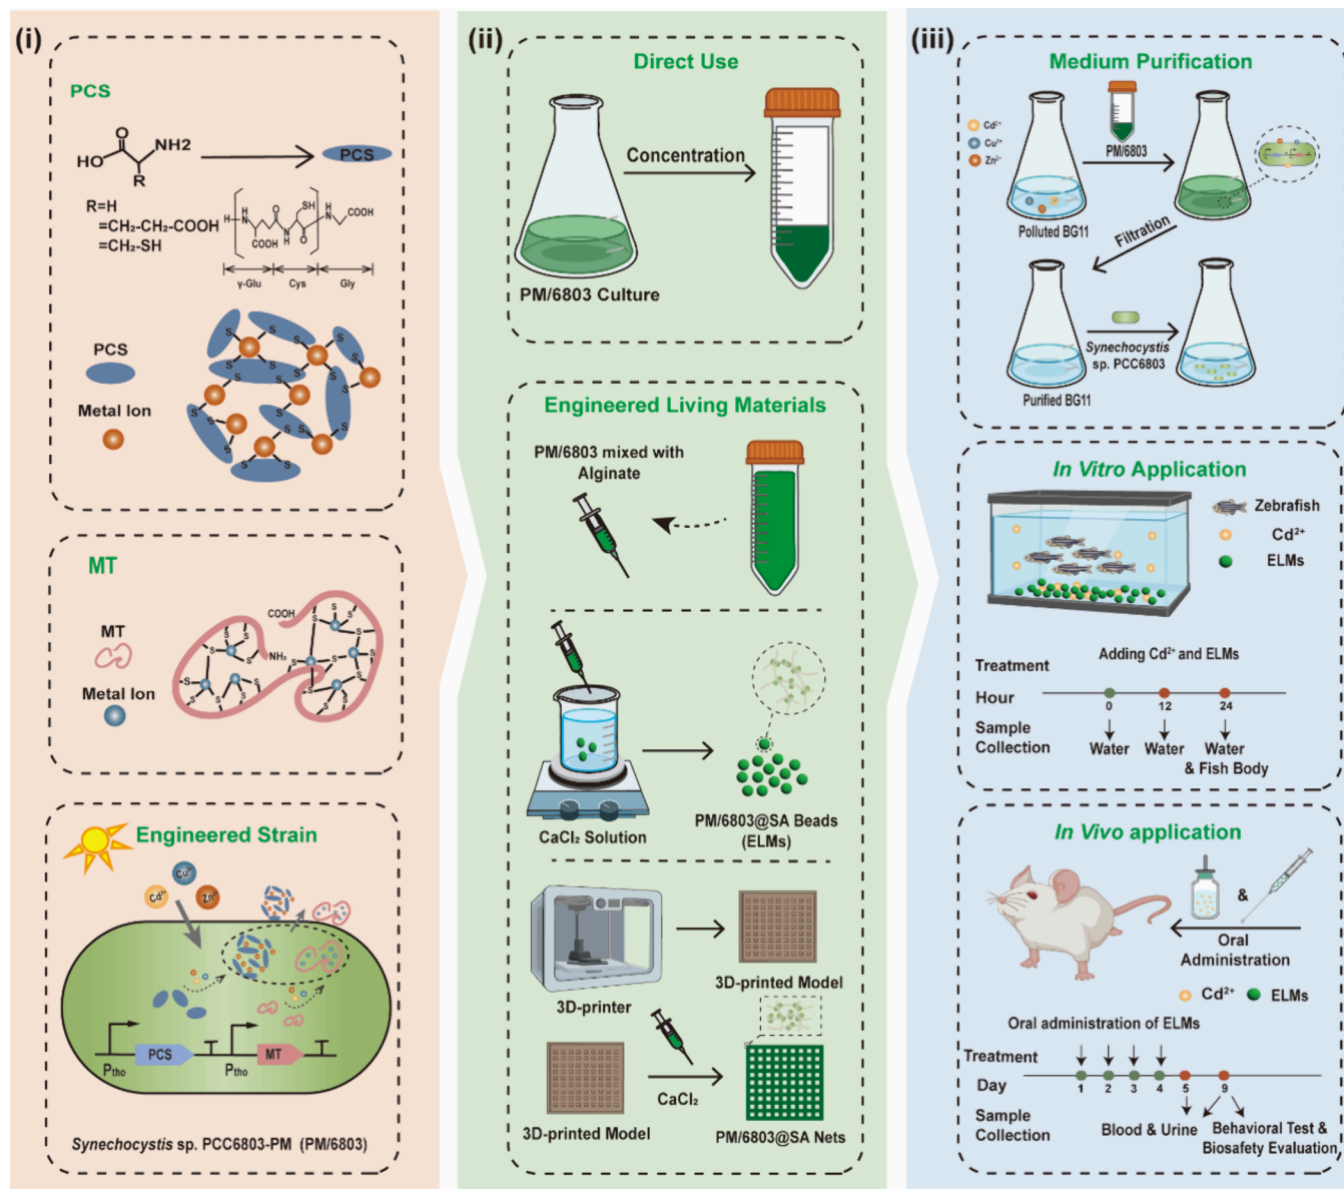 (i)
PCS
O
HO
NH2
R
PCS
R=H
=CH₂-CH₂-COOH
=CH₂-SH
H
N
H
COOH
O
H
N
SH
O
H
N
COOH
γ-Glu
Cys
Gly
PCS
Metal Ion
S S S S S S S S S S S S S S S S
MT
MT
Metal Ion
COOH
NH₂
S S S S S S S S S S S S S S S S
Engineered Strain
Cu²⁺
Cd²⁺
Zn²⁺
PCS
MT
Ptho
Ptho
Synechocystis sp. PCC6803-PM (PM/6803)
(ii)
Direct Use
Concentration
PM/6803 Culture
Engineered Living Materials
PM/6803 mixed with
Alginate
CaCl₂ Solution
PM/6803@SA Beads
(ELMs)
3D-printer
3D-printed Model
3D-printed Model
CaCl₂
PM/6803@SA Nets
(iii)
Medium Purification
Cd²⁺
Cu²⁺
Zn²⁺
PM/6803
Polluted BG11
Filtration
Purified BG11
Synechocystis
sp. PCC6803
In Vitro Application
Zebrafish
Cd²⁺
ELMs
Treatment
Adding Cd²⁺ and ELMs
Hour
0 12 24
Sample
Collection
Water
Water
Water
& Fish Body
In Vivo application
&
Oral
Administration
Cd²⁺
ELMs
Oral administration of ELMs
Treatment
Day
1 2 3 4 5 9
Sample
Collection
Blood & Urine
Behavioral Test &
Biosafety Evaluation